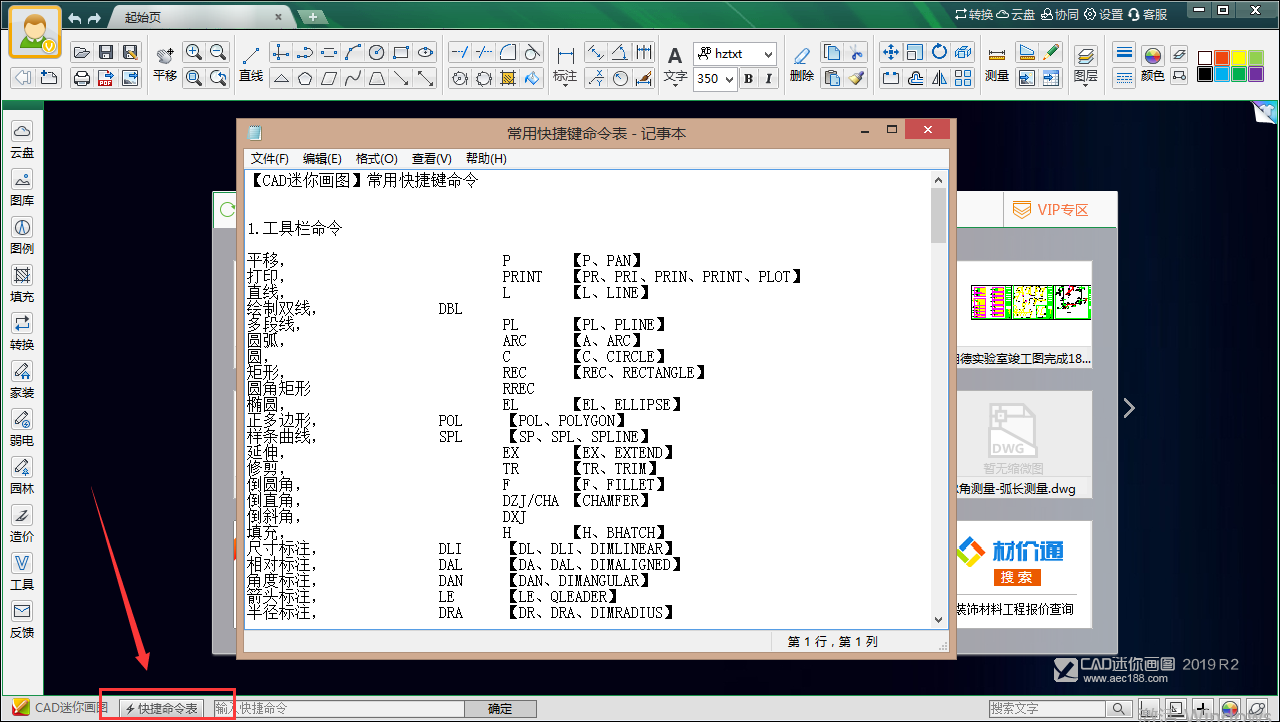 起始页
转换 云盘 协同 设置 客服
平移 直线 标注 文字 hztxt 350 B I 删除 测量 图层 颜色
云盘
图库
图例
填充
转换
家装
弱电
园林
造价
工具
反馈
常用快捷键命令表 - 记事本
文件(F) 编辑(E) 格式(O) 查看(V) 帮助(H)
【CAD迷你画图】常用快捷键命令
1.工具栏命令
平移, P 【P、PAN】
打印, PRINT 【PR、PRI、PRIN、PRINT、PLOT】
直线, L 【L、LINE】
绘制双线, DBL
多段线, PL 【PL、PLINE】
圆弧, ARC 【A、ARC】
圆, C 【C、CIRCLE】
矩形, REC 【REC、RECTANGLE】
圆角矩形 RREC
椭圆, EL 【EL、ELLIPSE】
正多边形, POL 【POL、POLYGON】
样条曲线, SPL 【SP、SPL、SPLINE】
延伸, EX 【EX、EXTEND】
修剪, TR 【TR、TRIM】
倒圆角, F 【F、FILLET】
倒直角, DZJ/CHA 【CHAMFER】
倒斜角, DXJ
填充, H 【H、BHATCH】
尺寸标注, DLI 【DL、DLI、DIMLINEAR】
相对标注, DAL 【DA、DAL、DIMALIGNED】
角度标注, DAN 【DAN、DIMANGULAR】
箭头标注, LE 【LE、QLEADER】
半径标注, DRA 【DR、DRA、DIMRADIUS】
第 1 行，第 1 列
VIP专区
德实验室竣工图完成18...
DWG
暂无缩微图
角测量-弧长测量.dwg
材价通
搜索
装饰材料工程报价查询
CAD迷你画图 2019 R2
www.aec188.com
CAD迷你画图 快捷命令表 输入快捷命令 确定 搜索文字